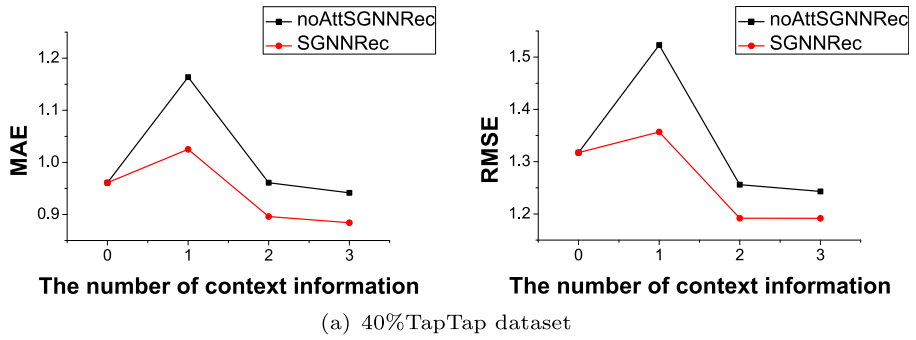 noAttSGNNRec
SGNNRec
1.2
1.1
1.0
0.9
MAE
0 1 2 3
The number of context information
noAttSGNNRec
SGNNRec
1.5
1.4
1.3
1.2
RMSE
0 1 2 3
The number of context information
(a) 40%TapTap dataset